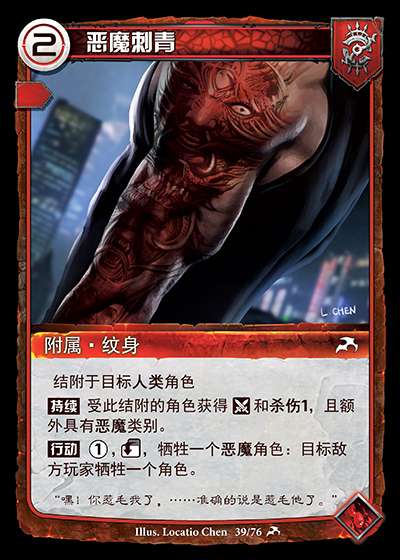 2 恶魔刺青
L CHEN
附属·纹身
结附于目标人类角色
持续 受此结附的角色获得 和杀伤1，且额
外具有恶魔类别。
行动 1，，牺牲一个恶魔角色：目标敌
方玩家牺牲一个角色。
"嘿！你惹毛我了，……准确的说是惹毛他了。"
Illus. Locatio Chen 39/76